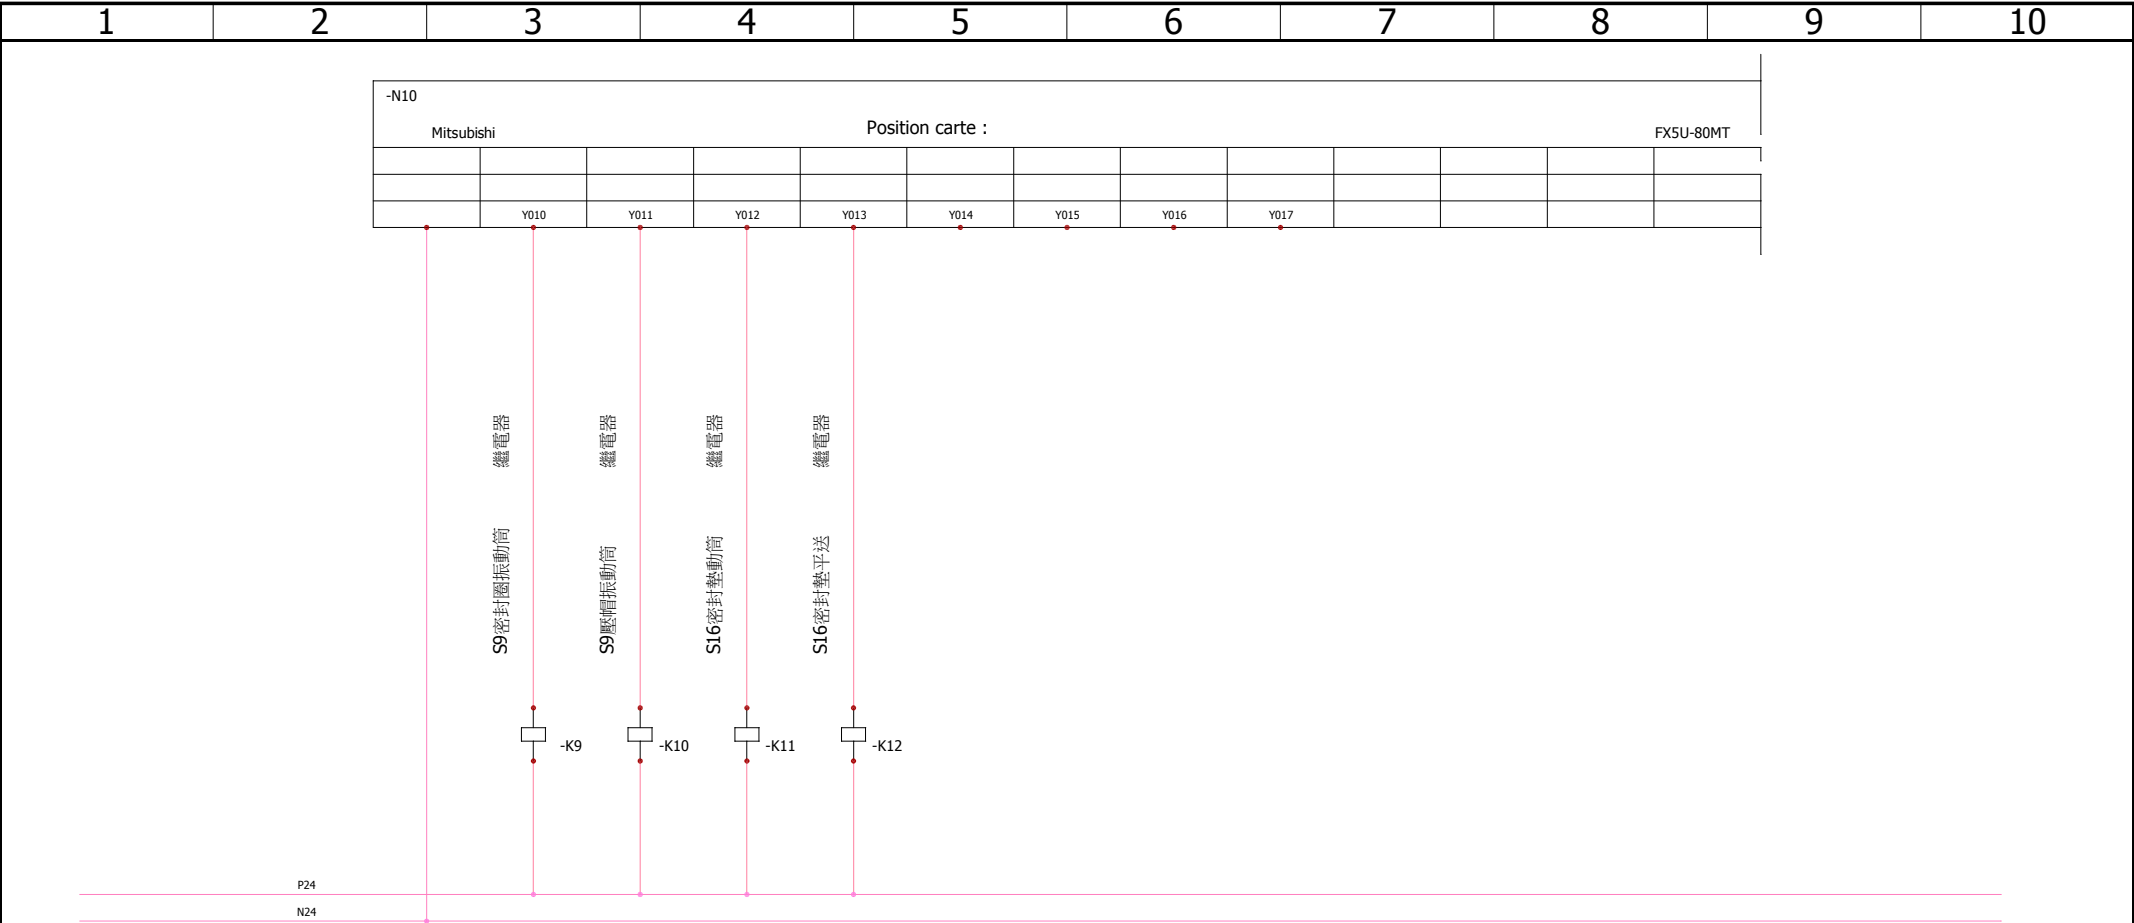 1 2 3 4 5 6 7 8 9 10
-N10
Mitsubishi Position carte : FX5U-80MT
Y010 Y011 Y012 Y013 Y014 Y015 Y016 Y017
S9密封圈振動筒 繼電器
S9壓帽振動筒 繼電器
S16密封墊動筒 繼電器
S16密封墊平送 繼電器
-K9 -K10 -K11 -K12
P24
N24